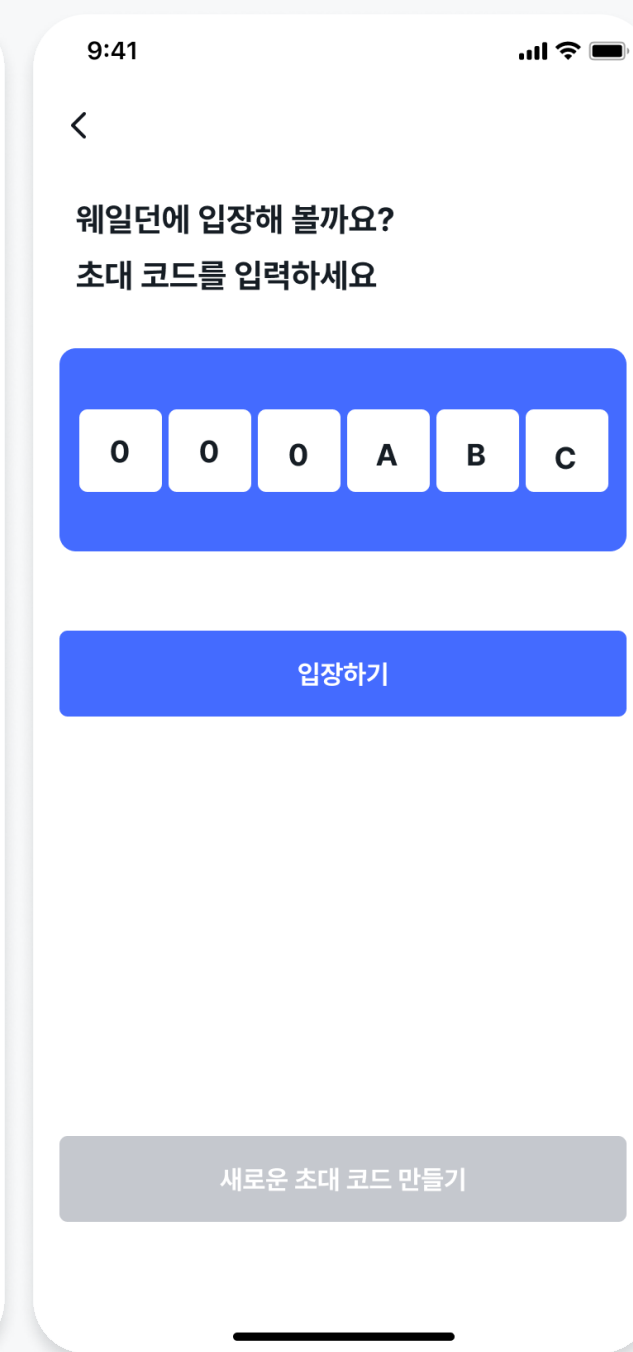 9:41
웨일던에 입장해 볼까요?
초대 코드를 입력하세요
0 0 0 A B C
입장하기
새로운 초대 코드 만들기